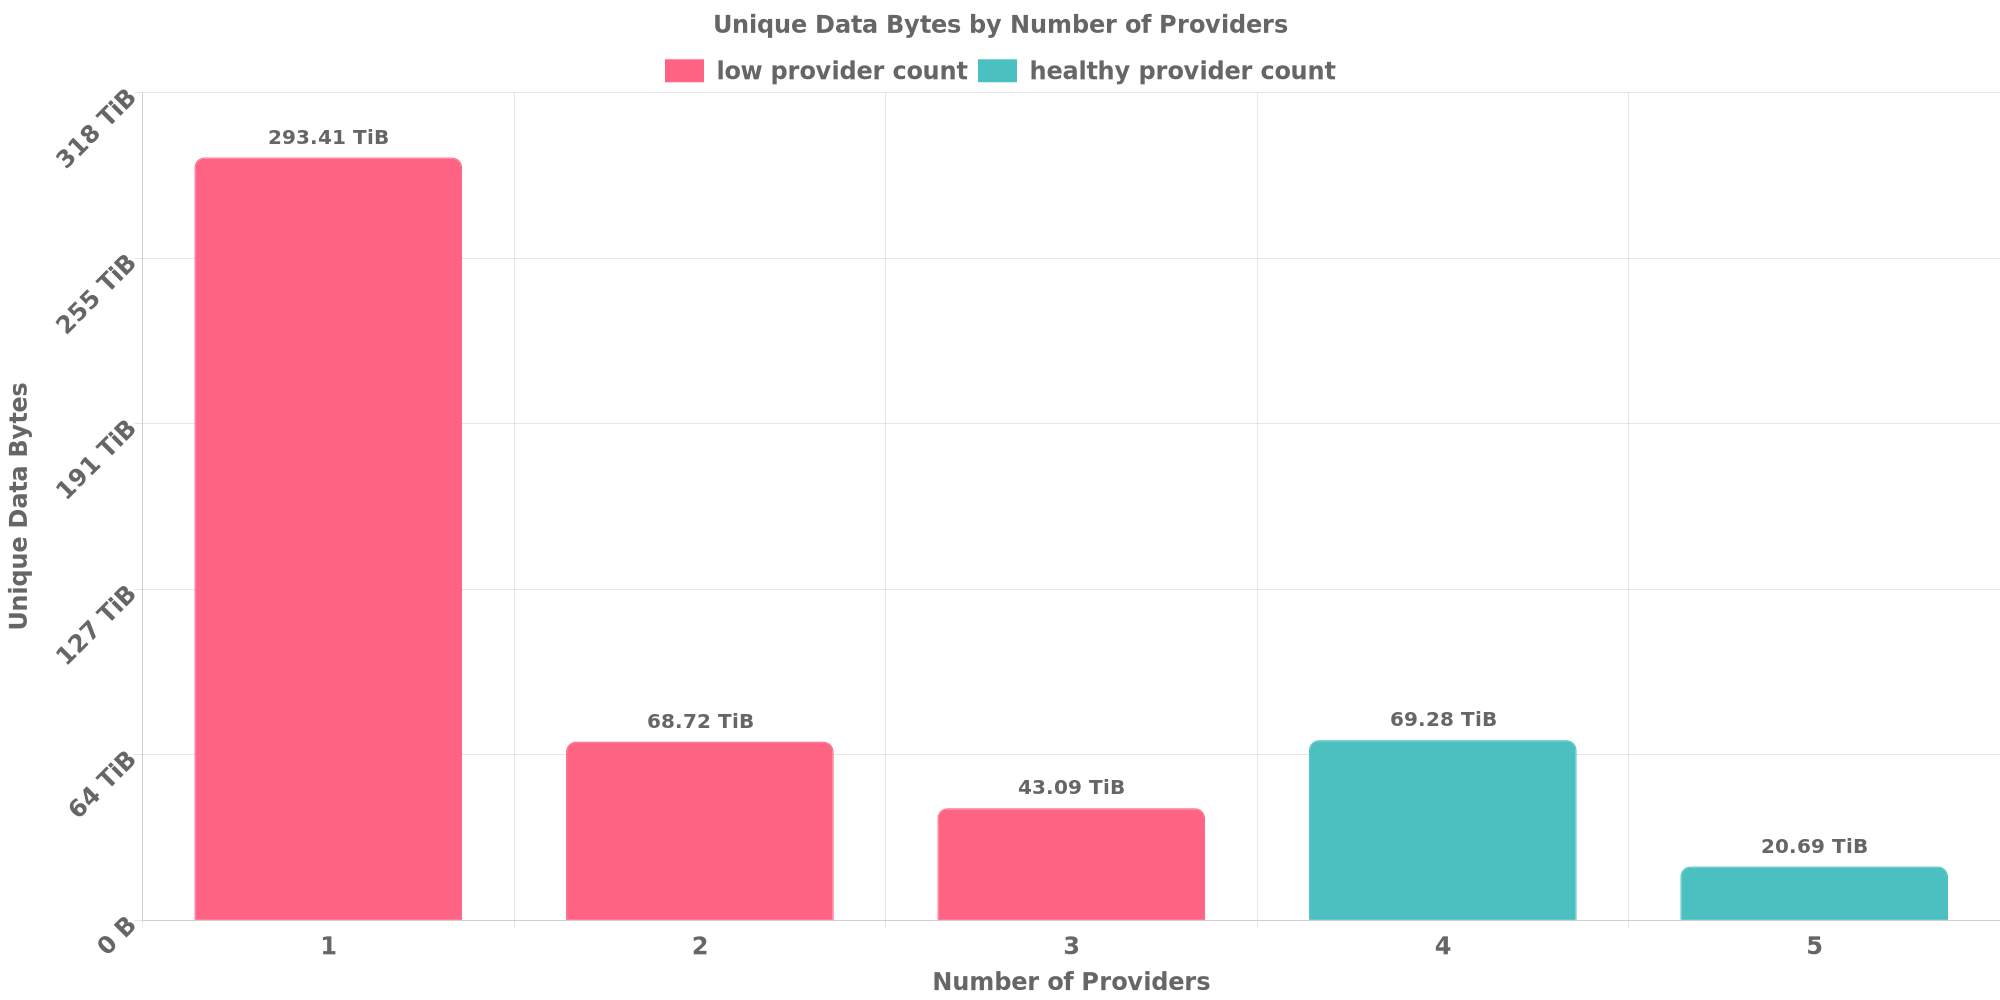 Unique Data Bytes by Number of Providers
low provider count
healthy provider count
318 TiB
255 TiB
191 TiB
127 TiB
64 TiB
0 B
Unique Data Bytes
293.41 TiB
68.72 TiB
43.09 TiB
69.28 TiB
20.69 TiB
1
2
3
4
5
Number of Providers